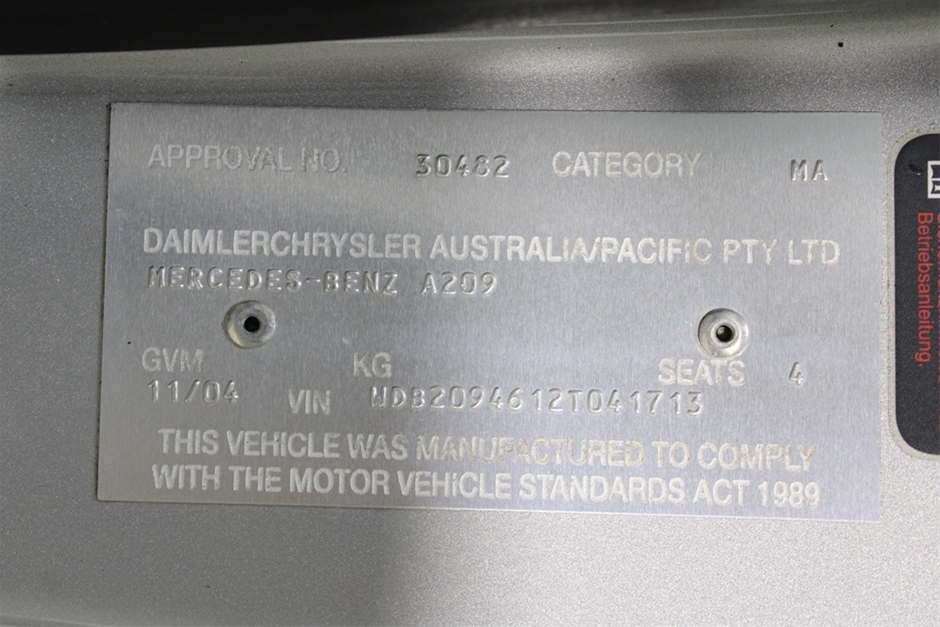 APPROVAL NO. 30482 CATEGORY MA
DAIMLERCHRYSLER AUSTRALIA/PACIFIC PTY LTD
MERCEDES-BENZ A209
GVM KG SEATS 4
11/04 VIN WDB2094612T041713
THIS VEHICLE WAS MANUFACTURED TO COMPLY
WITH THE MOTOR VEHICLE STANDARDS ACT 1989
Betriebsanleitung.